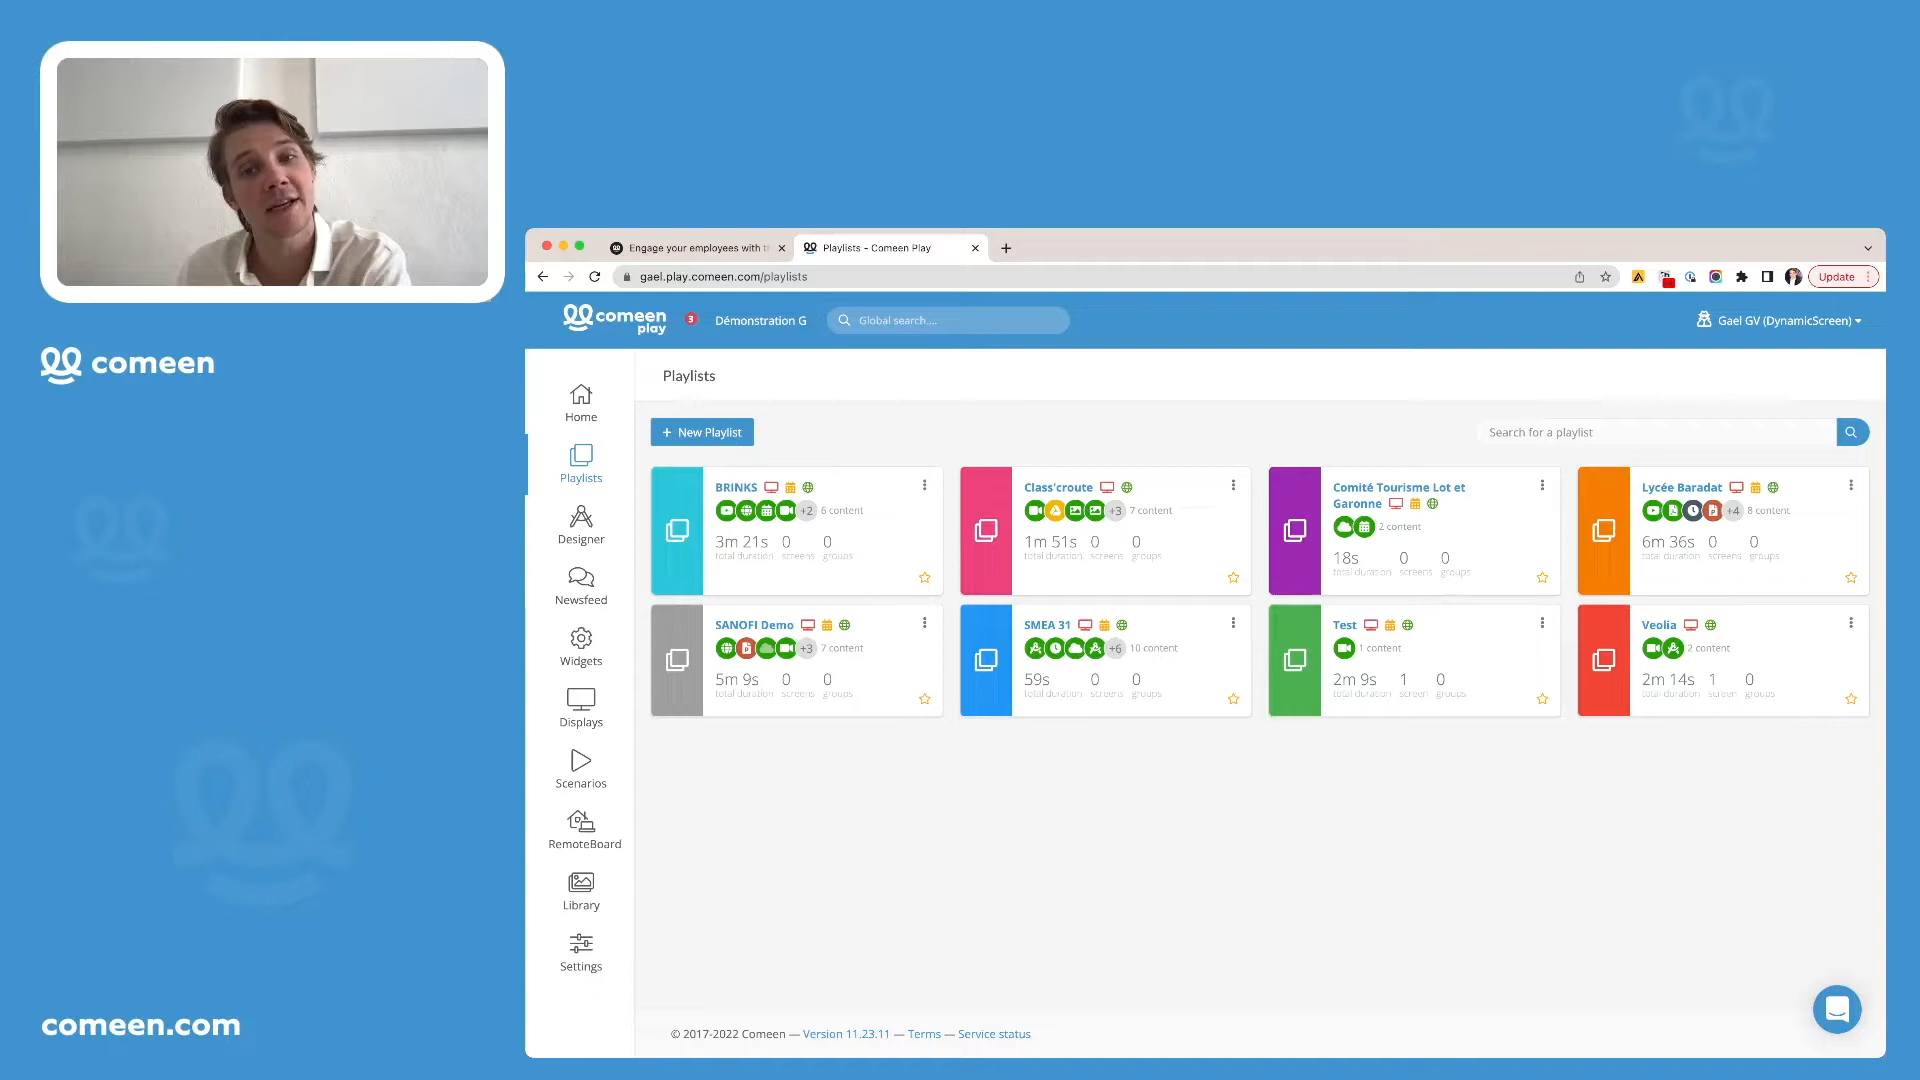 comeen
comeen.com
Engage your employees with t
Playlists - Comeen Play
gael.play.comeen.com/playlists
Update
comeen
play
3
Démonstration G
Global search....
Gael GV (DynamicScreen)
Home
Playlists
Designer
Newsfeed
Widgets
Displays
Scenarios
RemoteBoard
Library
Settings
Playlists
+ New Playlist
Search for a playlist
BRINKS
+2 6 content
3m 21s 0 0
total duration screens groups
Class'croute
+3 7 content
1m 51s 0 0
total duration screens groups
Comité Tourisme Lot et
Garonne
2 content
18s 0 0
total duration screens groups
Lycée Baradat
+4 8 content
6m 36s 0 0
total duration screens groups
SANOFI Demo
+3 7 content
5m 9s 0 0
total duration screens groups
SMEA 31
+6 10 content
59s 0 0
total duration screens groups
Test
1 content
2m 9s 1 0
total duration screen groups
Veolia
2 content
2m 14s 1 0
total duration screen groups
© 2017-2022 Comeen — Version 11.23.11 — Terms — Service status